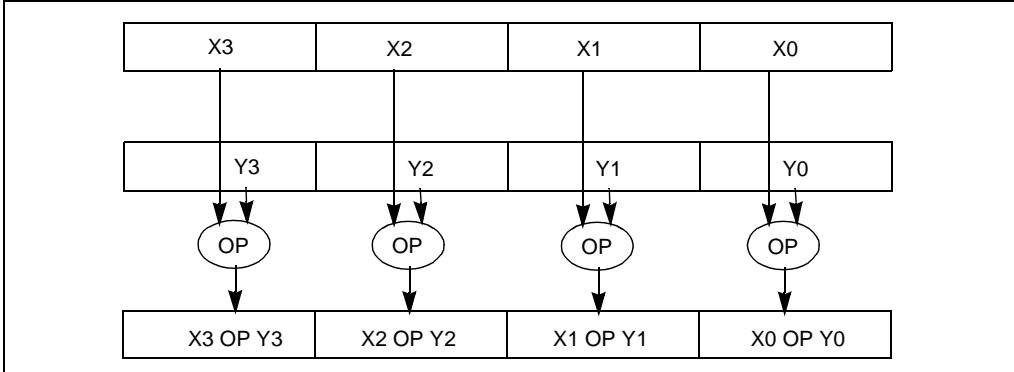 X3 X2 X1 X0
Y3 Y2 Y1 Y0
OP OP OP OP
X3 OP Y3 X2 OP Y2 X1 OP Y1 X0 OP Y0